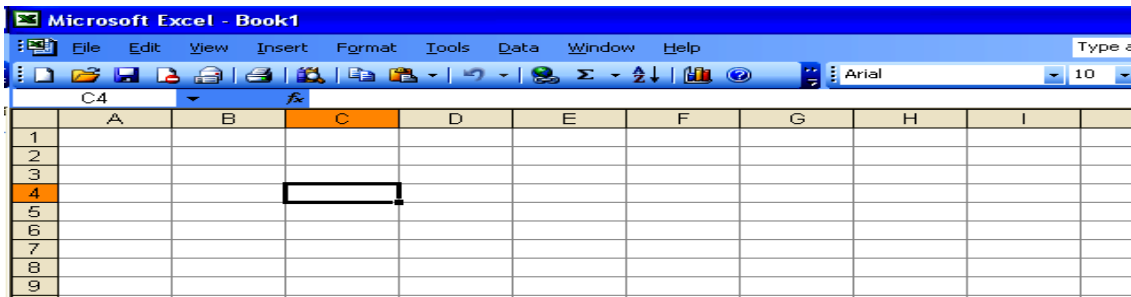 Microsoft Excel - Book1
File Edit View Insert Format Tools Data Window Help Type a
Σ Arial 10
C4 fx
A B C D E F G H I
1
2
3
4
5
6
7
8
9